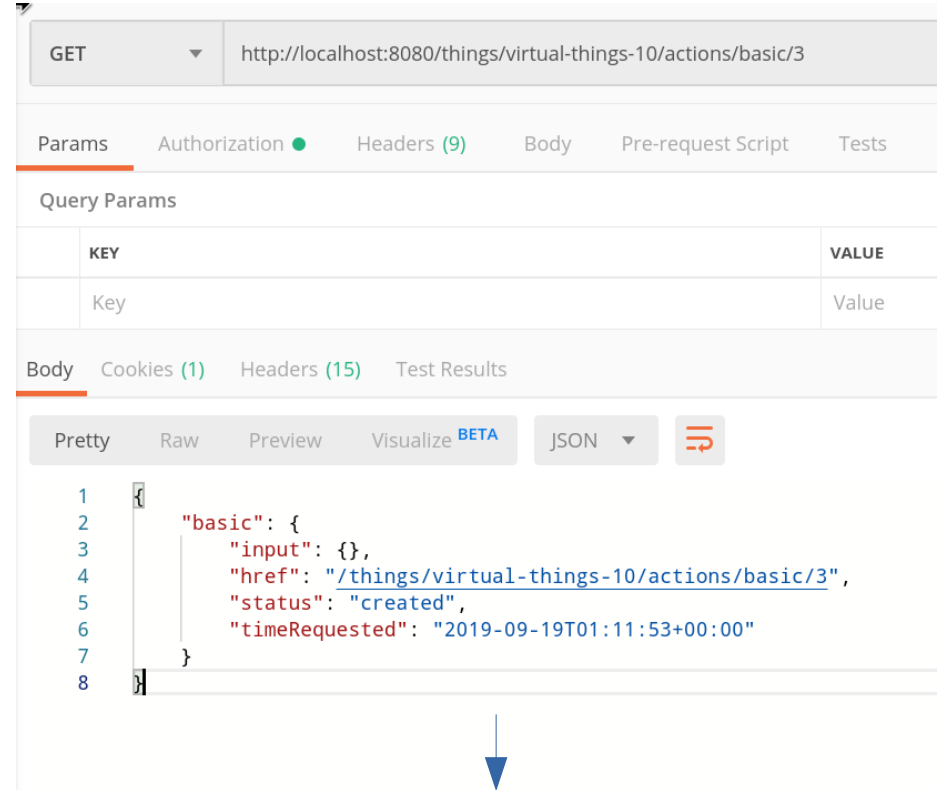 GET http://localhost:8080/things/virtual-things-10/actions/basic/3
Params Authorization Headers (9) Body Pre-request Script Tests
Query Params
KEY VALUE
Key Value
Body Cookies (1) Headers (15) Test Results
Pretty Raw Preview Visualize BETA JSON
1 {
2 "basic": {
3 "input": {},
4 "href": "/things/virtual-things-10/actions/basic/3",
5 "status": "created",
6 "timeRequested": "2019-09-19T01:11:53+00:00"
7 }
8 }